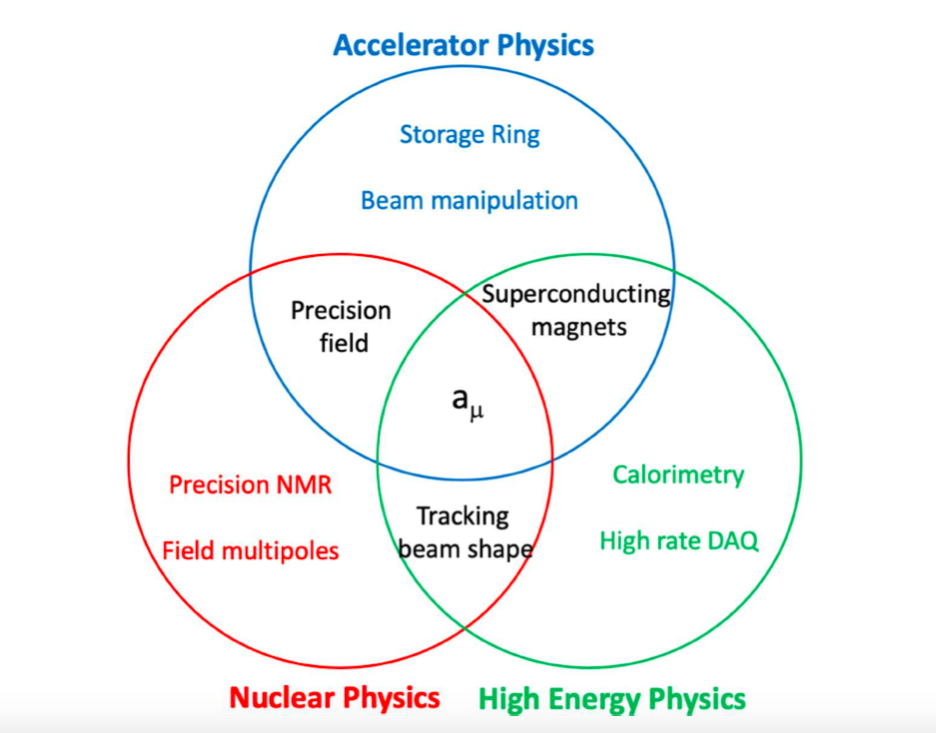 Accelerator Physics
Storage Ring
Beam manipulation
Precision
field
Superconducting
magnets
aμ
Precision NMR
Field multipoles
Tracking
beam shape
Calorimetry
High rate DAQ
Nuclear Physics
High Energy Physics